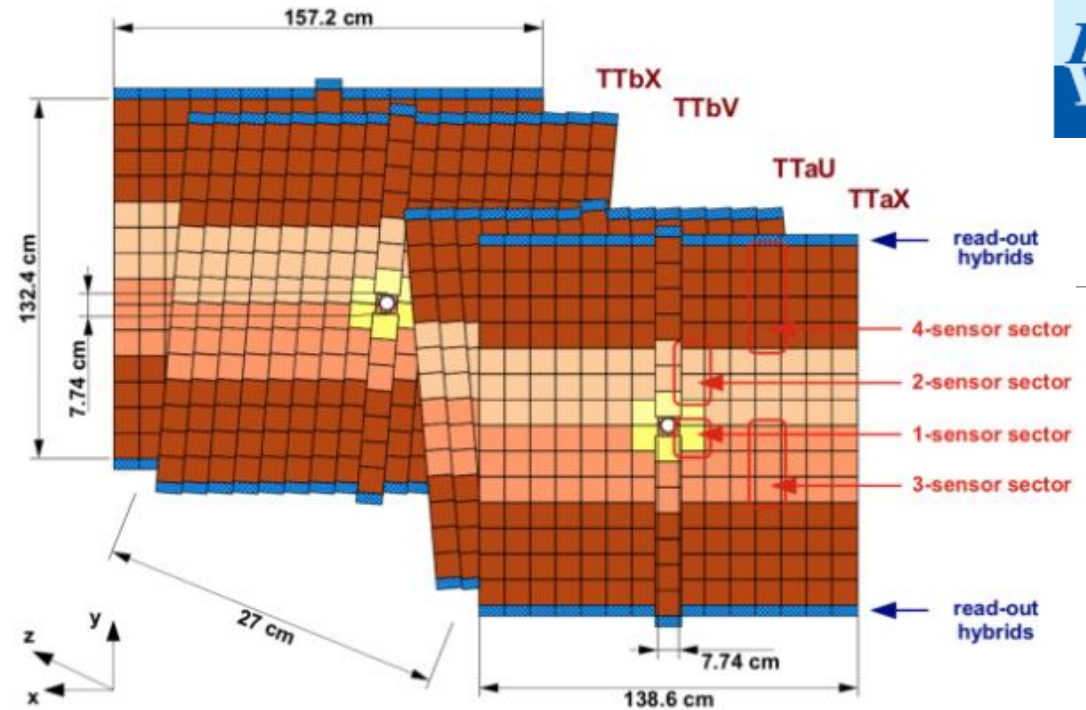 157.2 cm
TTbX
TTbV
TTaU
TTaX
132.4 cm
7.74 cm
read-out
hybrids
4-sensor sector
2-sensor sector
1-sensor sector
3-sensor sector
read-out
hybrids
27 cm
y
z
x
7.74 cm
138.6 cm